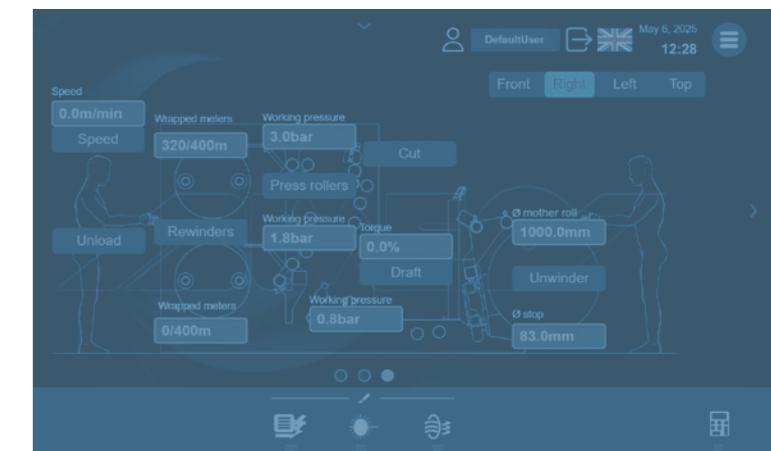 DefaultUser
May 6, 2025
12:28
Front Right Left Top
Speed
0.0m/min
Speed
Wrapped meters
320/400m
Working pressure
3.0bar
Cut
Press rollers
Unload
Rewinders
Working pressure
1.8bar
Torque
0.0%
Draft
Ø mother roll
1000.0mm
Unwinder
Wrapped meters
0/400m
Working pressure
0.8bar
Ø stop
83.0mm